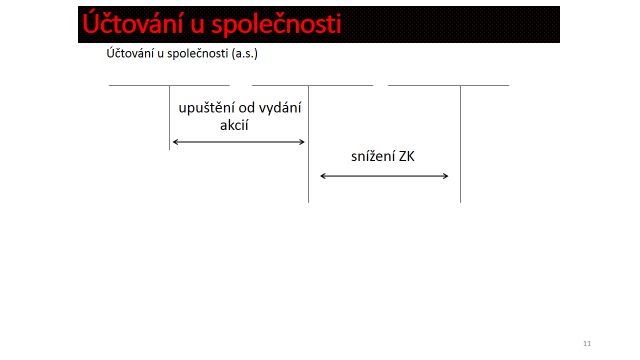 Účtování u společnosti
Účtování u společnosti (a.s.)
upuštění od vydání
akcií
snížení ZK
11